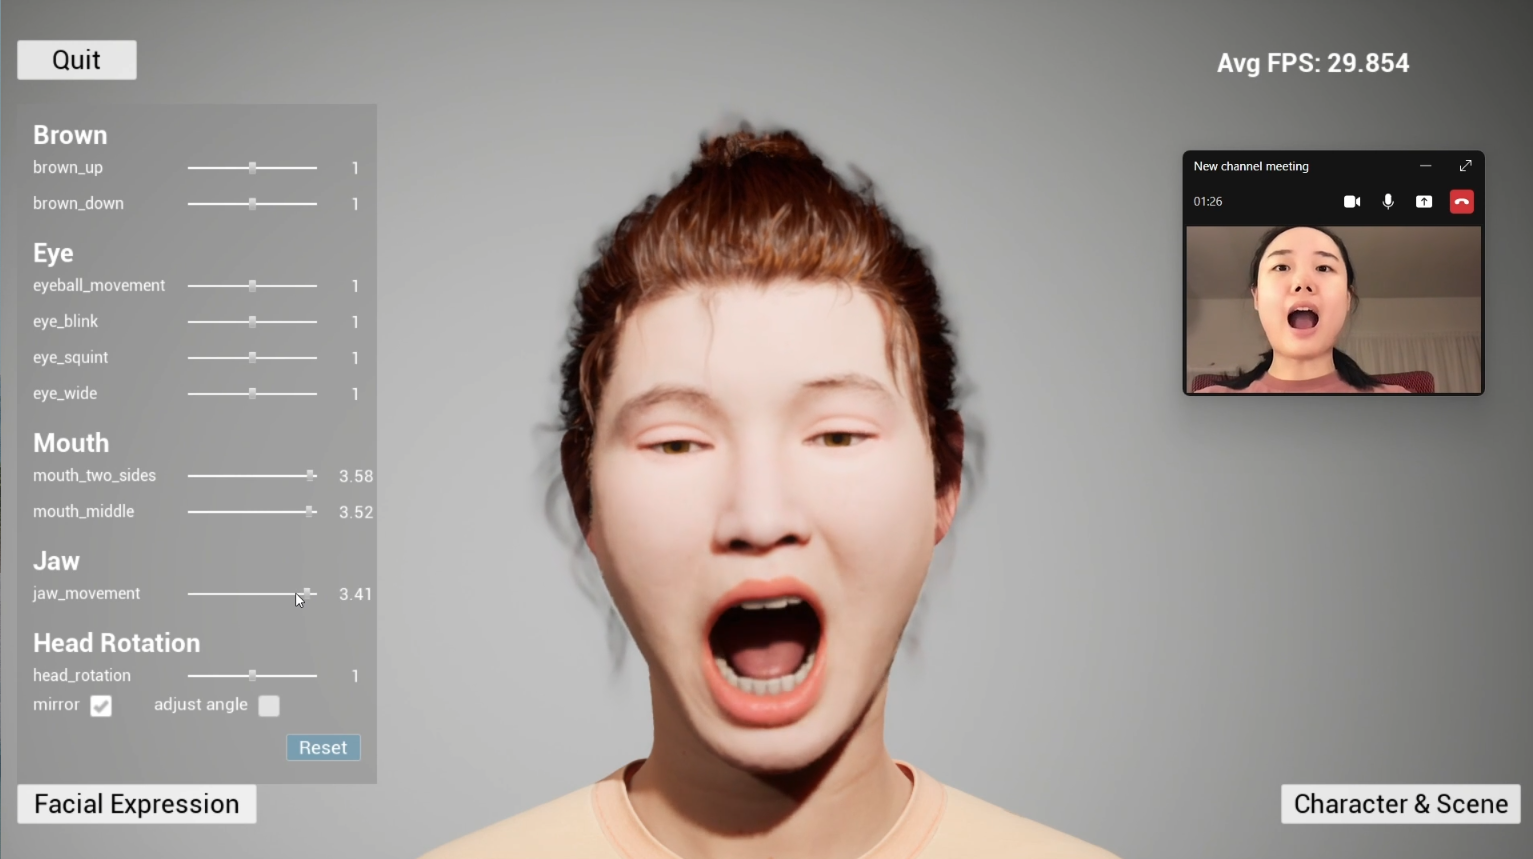 Quit
Avg FPS: 29.854
Brown
brown_up 1
brown_down 1
Eye
eyeball_movement 1
eye_blink 1
eye_squint 1
eye_wide 1
Mouth
mouth_two_sides 3.58
mouth_middle 3.52
Jaw
jaw_movement 3.41
Head Rotation
head_rotation 1
mirror adjust angle
Reset
Facial Expression
New channel meeting
01:26
Character & Scene